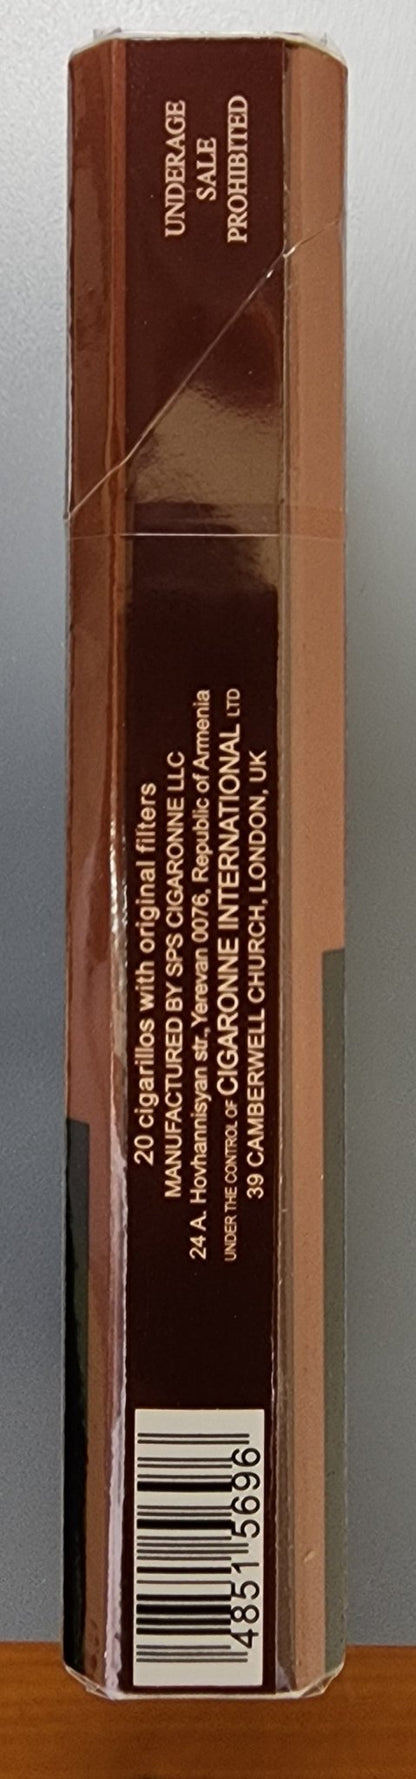 UNDERAGE
SALE
PROHIBITED
20 cigarillos with original filters
MANUFACTURED BY SPS CIGARONNE LLC
24 A. Hovhannisyan str., Yerevan 0076, Republic of Armenia
UNDER THE CONTROL OF CIGARONNE INTERNATIONAL LTD
39 CAMBERWELL CHURCH, LONDON, UK
4851 5696